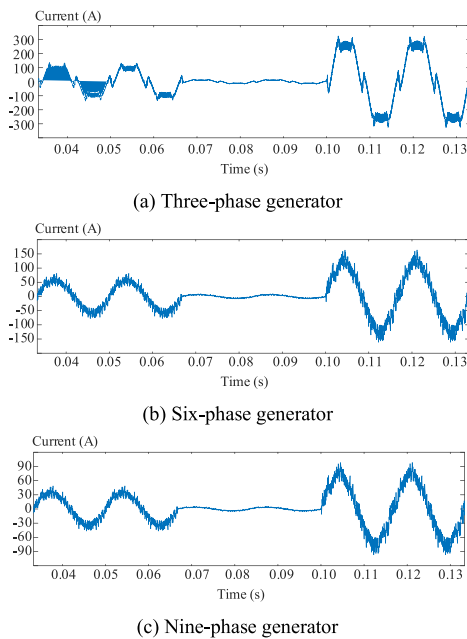 Current (A)
300
200
100
0
-100
-200
-300
0.04 0.05 0.06 0.07 0.08 0.09 0.10 0.11 0.12 0.13
Time (s)
(a) Three-phase generator
Current (A)
150
100
50
0
-50
-100
-150
0.04 0.05 0.06 0.07 0.08 0.09 0.10 0.11 0.12 0.13
Time (s)
(b) Six-phase generator
Current (A)
90
60
30
0
-30
-60
-90
0.04 0.05 0.06 0.07 0.08 0.09 0.10 0.11 0.12 0.13
Time (s)
(c) Nine-phase generator